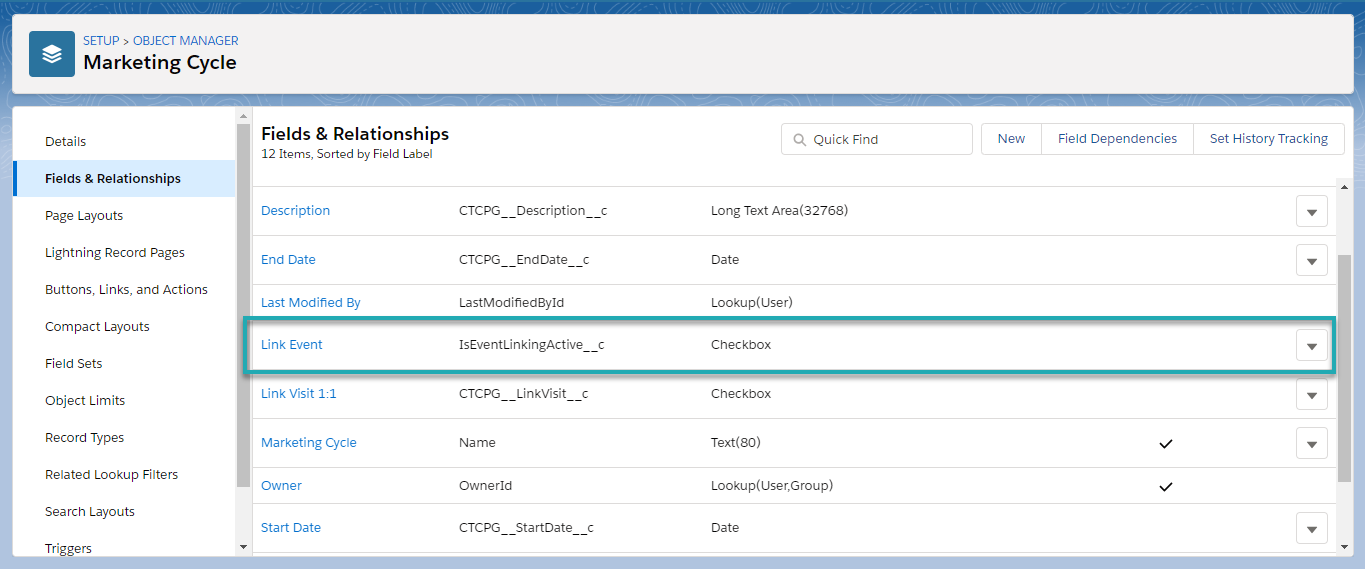 SETUP > OBJECT MANAGER
Marketing Cycle
Details
Fields & Relationships
Page Layouts
Lightning Record Pages
Buttons, Links, and Actions
Compact Layouts
Field Sets
Object Limits
Record Types
Related Lookup Filters
Search Layouts
Triggers
Fields & Relationships
12 Items, Sorted by Field Label
Quick Find
New
Field Dependencies
Set History Tracking
Description CTCPG__Description__c Long Text Area(32768)
End Date CTCPG__EndDate__c Date
Last Modified By LastModifiedById Lookup(User)
Link Event IsEventLinkingActive__c Checkbox
Link Visit 1:1 CTCPG__LinkVisit__c Checkbox
Marketing Cycle Name Text(80)
Owner OwnerId Lookup(User,Group)
Start Date CTCPG__StartDate__c Date